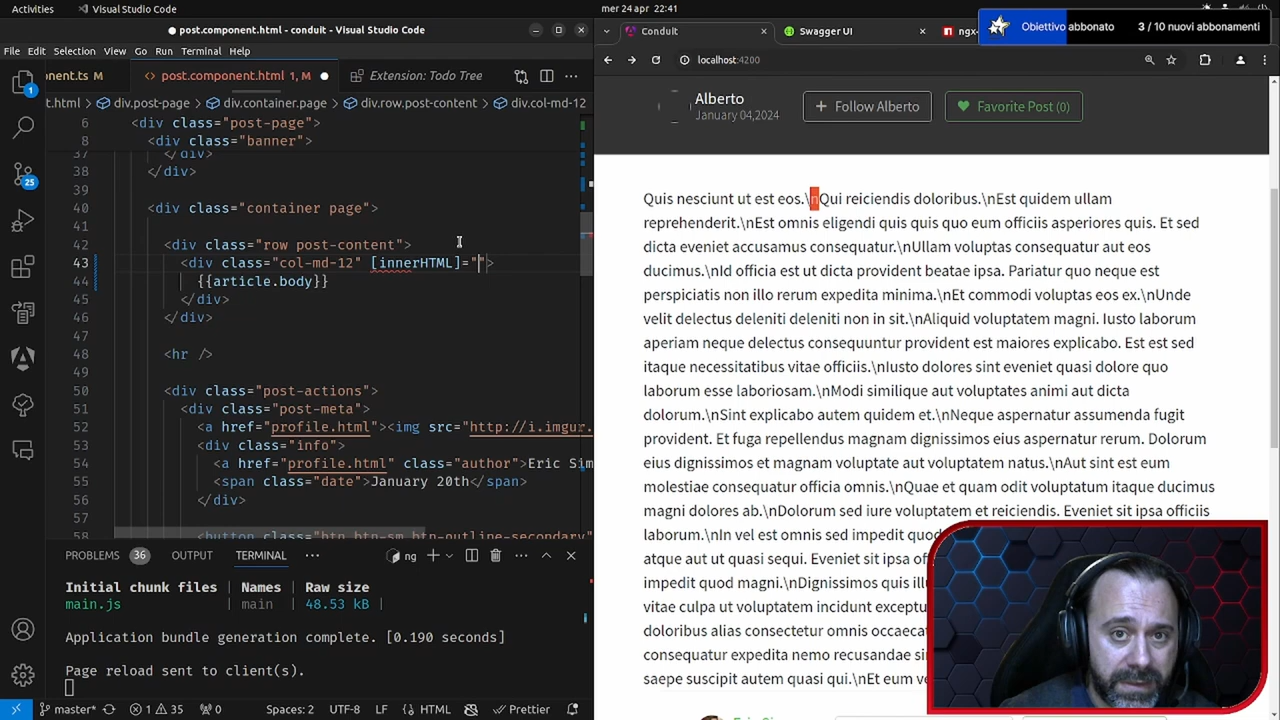 Activities
Visual Studio Code
mer 24 apr 22:41
post.component.html - conduit - Visual Studio Code
Conduit
Swagger UI
ngx-
Obiettivo abbonato
3 / 10 nuovi abbonamenti
File Edit Selection View Go Run Terminal Help
localhost:4200
nent.ts M
post.component.html 1, M
Extension: Todo Tree
t.html
div.post-page
div.container.page
div.row.post-content
div.col-md-12
6 <div class="post-page">
8 <div class="banner">
37 </div>
38 </div>
39
40 <div class="container page">
42 <div class="row post-content">
43 <div class="col-md-12" [innerHTML]="">
44 {{article.body}}
45 </div>
46 </div>
48 <hr />
50 <div class="post-actions">
51 <div class="post-meta">
52 <a href="profile.html"><img src="http://i.imgur.
53 <div class="info">
54 <a href="profile.html" class="author">Eric Sim
55 <span class="date">January 20th</span>
56 </div>
58 <button class="btn btn-sm btn-outline-secondary"
PROBLEMS 36 OUTPUT TERMINAL ng
Initial chunk files | Names | Raw size
main.js | main | 48.53 kB |
Application bundle generation complete. [0.190 seconds]
Page reload sent to client(s).
master* 1 35 0 Spaces: 2 UTF-8 LF HTML Prettier
1
25
Alberto
January 04,2024
Follow Alberto
Favorite Post (0)
Quis nesciunt ut est eos.\nQui reiciendis doloribus.\nEst quidem ullam
reprehenderit.\nEst omnis eligendi quis quis quo eum officiis asperiores quis. Et sed
dicta eveniet accusamus consequatur.\nUllam voluptas consequatur aut eos
ducimus.\nId officia est ut dicta provident beatae ipsa. Pariatur quo neque est
perspiciatis non illo rerum expedita minima.\nEt commodi voluptas eos ex.\nUnde
velit delectus deleniti deleniti non in sit.\nAliquid voluptatem magni. Iusto laborum
aperiam neque delectus consequuntur provident est maiores explicabo. Est est sed
itaque necessitatibus vitae officiis.\nIusto dolores sint eveniet quasi dolore quo
laborum esse laboriosam.\nModi similique aut voluptates animi aut dicta
dolorum.\nSint explicabo autem quidem et.\nNeque aspernatur assumenda fugit
provident. Et fuga repellendus magnam dignissimos eius aspernatur rerum. Dolorum
eius dignissimos et magnam voluptate aut voluptatem natus.\nAut sint est eum
molestiae consequatur officia omnis.\nQuae et quam odit voluptatum itaque ducimus
magni dolores ab.\nDolorum sed iure voluptatem et reiciendis. Eveniet sit ipsa officiis
laborum.\nIn vel est omnis sed impedit quod
atque aut ut quasi sequi. Eveniet sit ipsa
impedit quod magni.\nDignissimos quis
vitae culpa ut voluptatem incidunt
doloribus alias consectetur omnis
consequatur expedita nemo recusandae
saepe suscipit autem quasi qui.\nEt eum